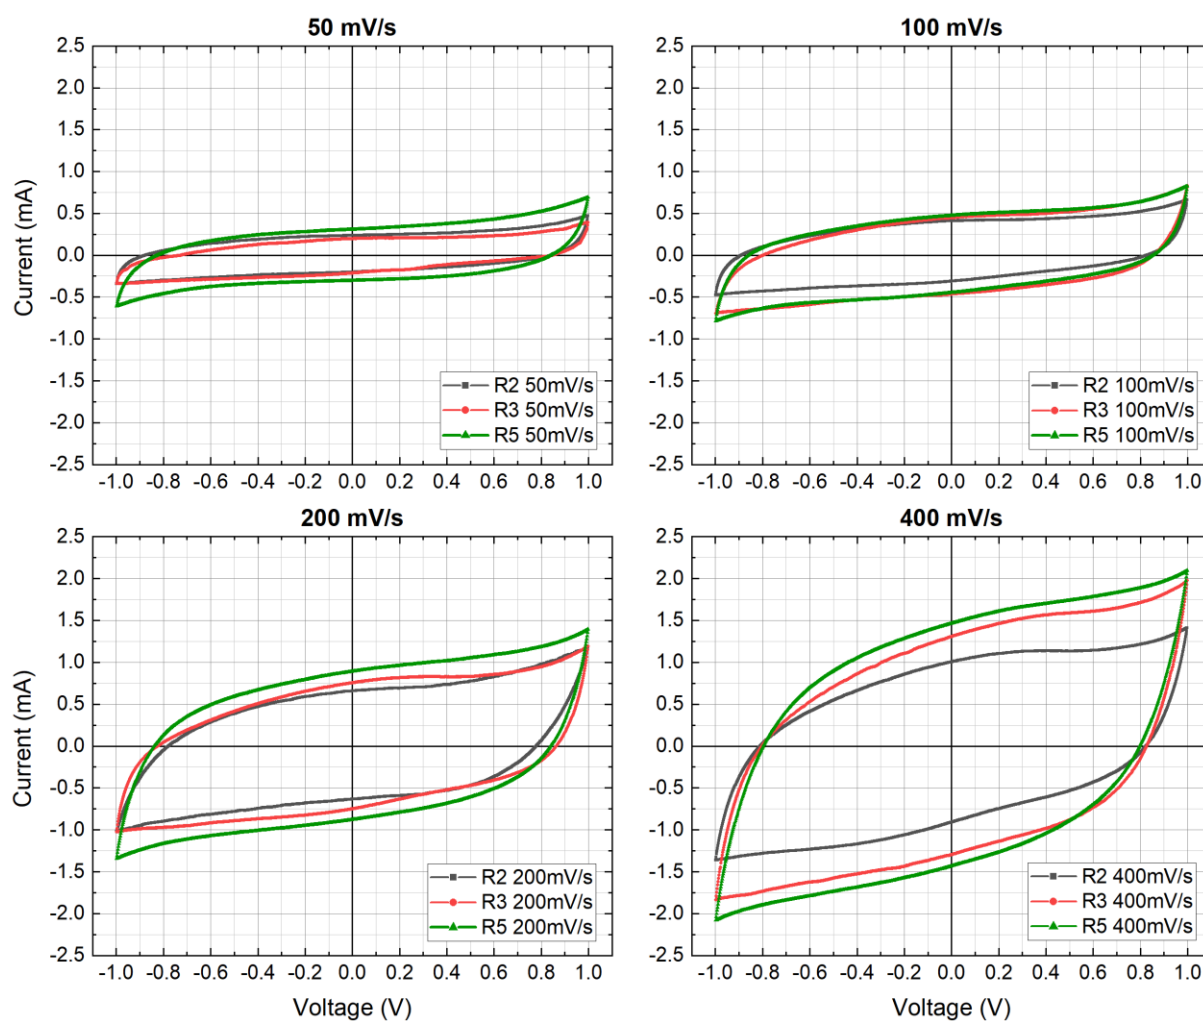 50 mV/s
100 mV/s
2.5
2.0
1.5
1.0
0.5
0.0
-0.5
-1.0
-1.5
-2.0
-2.5
Current (mA)
R2 50mV/s
R3 50mV/s
R5 50mV/s
-1.0 -0.8 -0.6 -0.4 -0.2 0.0 0.2 0.4 0.6 0.8 1.0
2.5
2.0
1.5
1.0
0.5
0.0
-0.5
-1.0
-1.5
-2.0
-2.5
R2 100mV/s
R3 100mV/s
R5 100mV/s
-1.0 -0.8 -0.6 -0.4 -0.2 0.0 0.2 0.4 0.6 0.8 1.0
200 mV/s
400 mV/s
2.5
2.0
1.5
1.0
0.5
0.0
-0.5
-1.0
-1.5
-2.0
-2.5
Current (mA)
R2 200mV/s
R3 200mV/s
R5 200mV/s
-1.0 -0.8 -0.6 -0.4 -0.2 0.0 0.2 0.4 0.6 0.8 1.0
Voltage (V)
2.5
2.0
1.5
1.0
0.5
0.0
-0.5
-1.0
-1.5
-2.0
-2.5
R2 400mV/s
R3 400mV/s
R5 400mV/s
-1.0 -0.8 -0.6 -0.4 -0.2 0.0 0.2 0.4 0.6 0.8 1.0
Voltage (V)